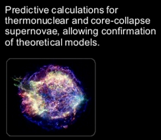 Predictive calculations for
thermonuclear and core-collapse
supernovae, allowing confirmation
of theoretical models.